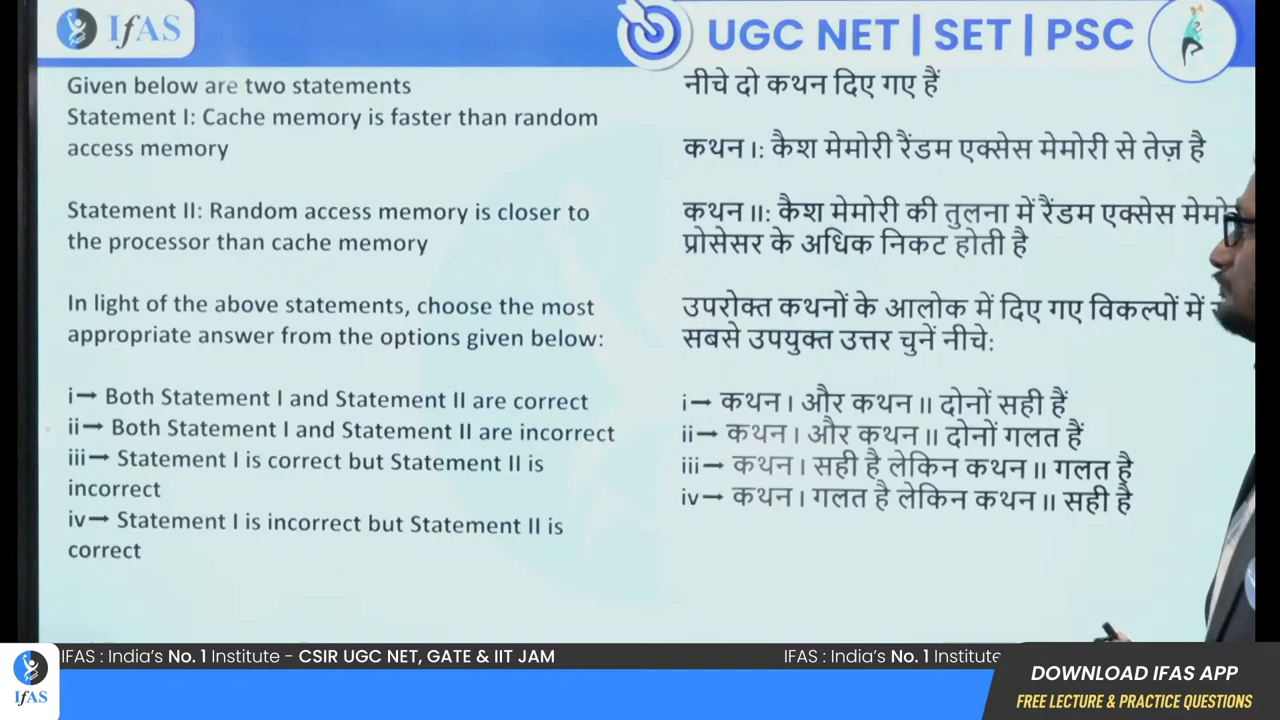 IfAS
UGC NET | SET | PSC
Given below are two statements
Statement I: Cache memory is faster than random
access memory
Statement II: Random access memory is closer to
the processor than cache memory
In light of the above statements, choose the most
appropriate answer from the options given below:
i→ Both Statement I and Statement II are correct
ii→ Both Statement I and Statement II are incorrect
iii→ Statement I is correct but Statement II is
incorrect
iv→ Statement I is incorrect but Statement II is
correct
नीचे दो कथन दिए गए हैं
कथन I: कैश मेमोरी रैंडम एक्सेस मेमोरी से तेज़ है
कथन II: कैश मेमोरी की तुलना में रैंडम एक्सेस
प्रोसेसर के अधिक निकट होती है
उपरोक्त कथनों के आलोक में दिए गए विकल्पों में
सबसे उपयुक्त उत्तर चुनें नीचे:
i→ कथन I और कथन II दोनों सही हैं
ii→ कथन I और कथन II दोनों गलत हैं
iii→ कथन I सही है लेकिन कथन II गलत है
iv→ कथन I गलत है लेकिन कथन II सही है
IfAS
IFAS : India's No. 1 Institute - CSIR UGC NET, GATE & IIT JAM
IFAS : India's No. 1 Institute
DOWNLOAD IFAS APP
FREE LECTURE & PRACTICE QUESTIONS